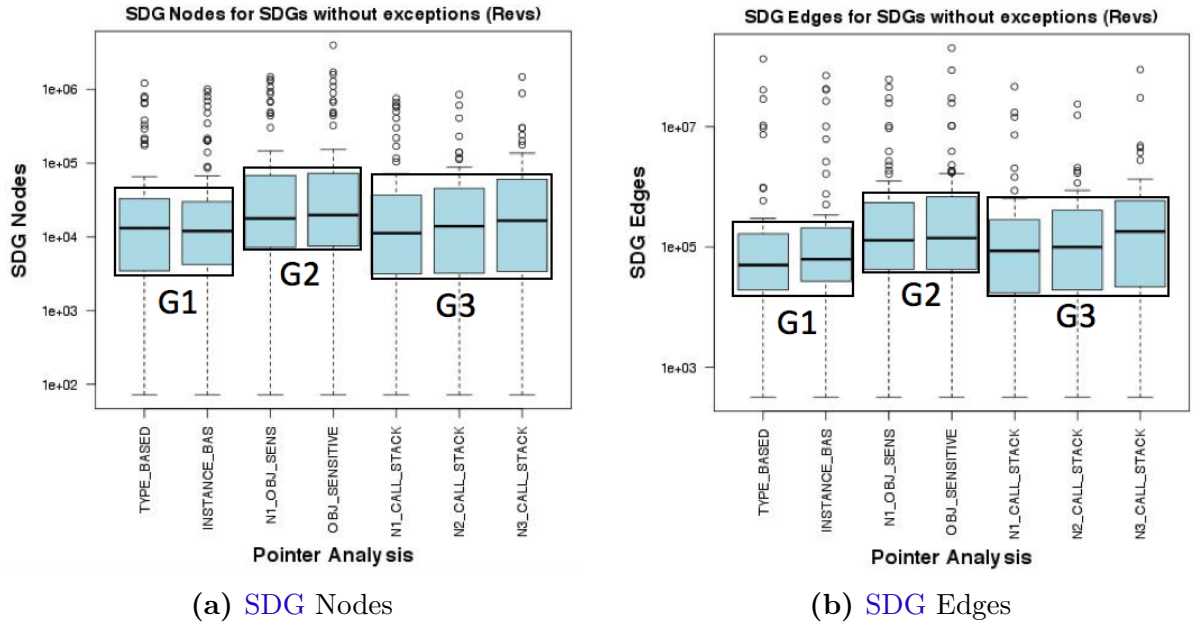 SDG Nodes for SDGs without exceptions (Revs)
SDG Nodes
1e+06
1e+05
1e+04
1e+03
1e+02
G1
G2
G3
TYPE_BASED
INSTANCE_BAS
N1_OBJ_SENS
OBJ_SENSITIVE
N1_CALL_STACK
N2_CALL_STACK
N3_CALL_STACK
Pointer Analysis
(a) SDG Nodes
SDG Edges for SDGs without exceptions (Revs)
SDG Edges
1e+07
1e+05
1e+03
G1
G2
G3
TYPE_BASED
INSTANCE_BAS
N1_OBJ_SENS
OBJ_SENSITIVE
N1_CALL_STACK
N2_CALL_STACK
N3_CALL_STACK
Pointer Analysis
(b) SDG Edges